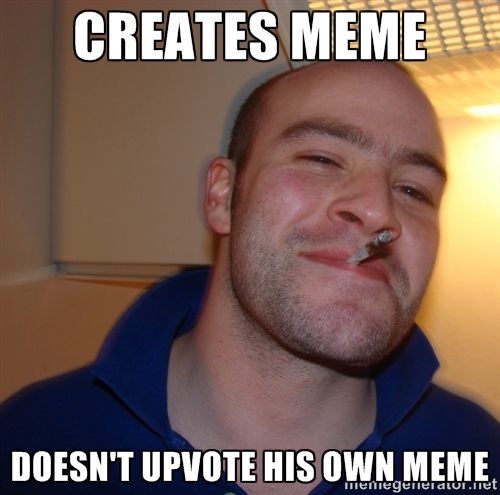 CREATES MEME
DOESN'T UPVOTE HIS OWN MEME
memegenerator.net